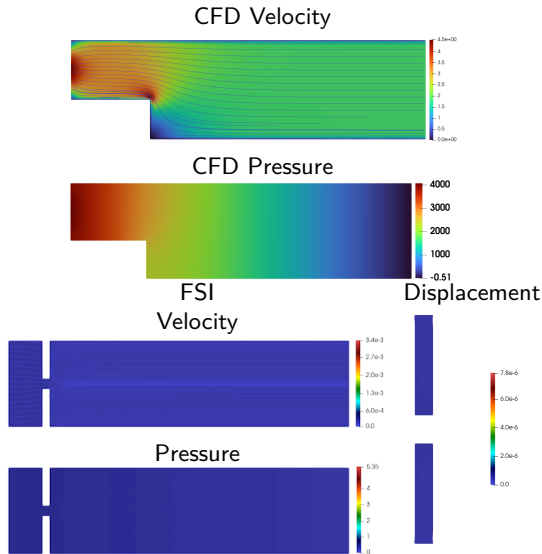 CFD Velocity
4.5e+00
4
3.5
3
2.5
2
1.5
1
0.5
0.0e+00
CFD Pressure
4000
3000
2000
1000
-0.51
FSI
Displacement
Velocity
3.4e-3
2.7e-3
2.0e-3
1.3e-3
6.0e-4
0.0
7.8e-6
6.0e-6
4.0e-6
2.0e-6
0.0
Pressure
5.35
4
3
2
1
0